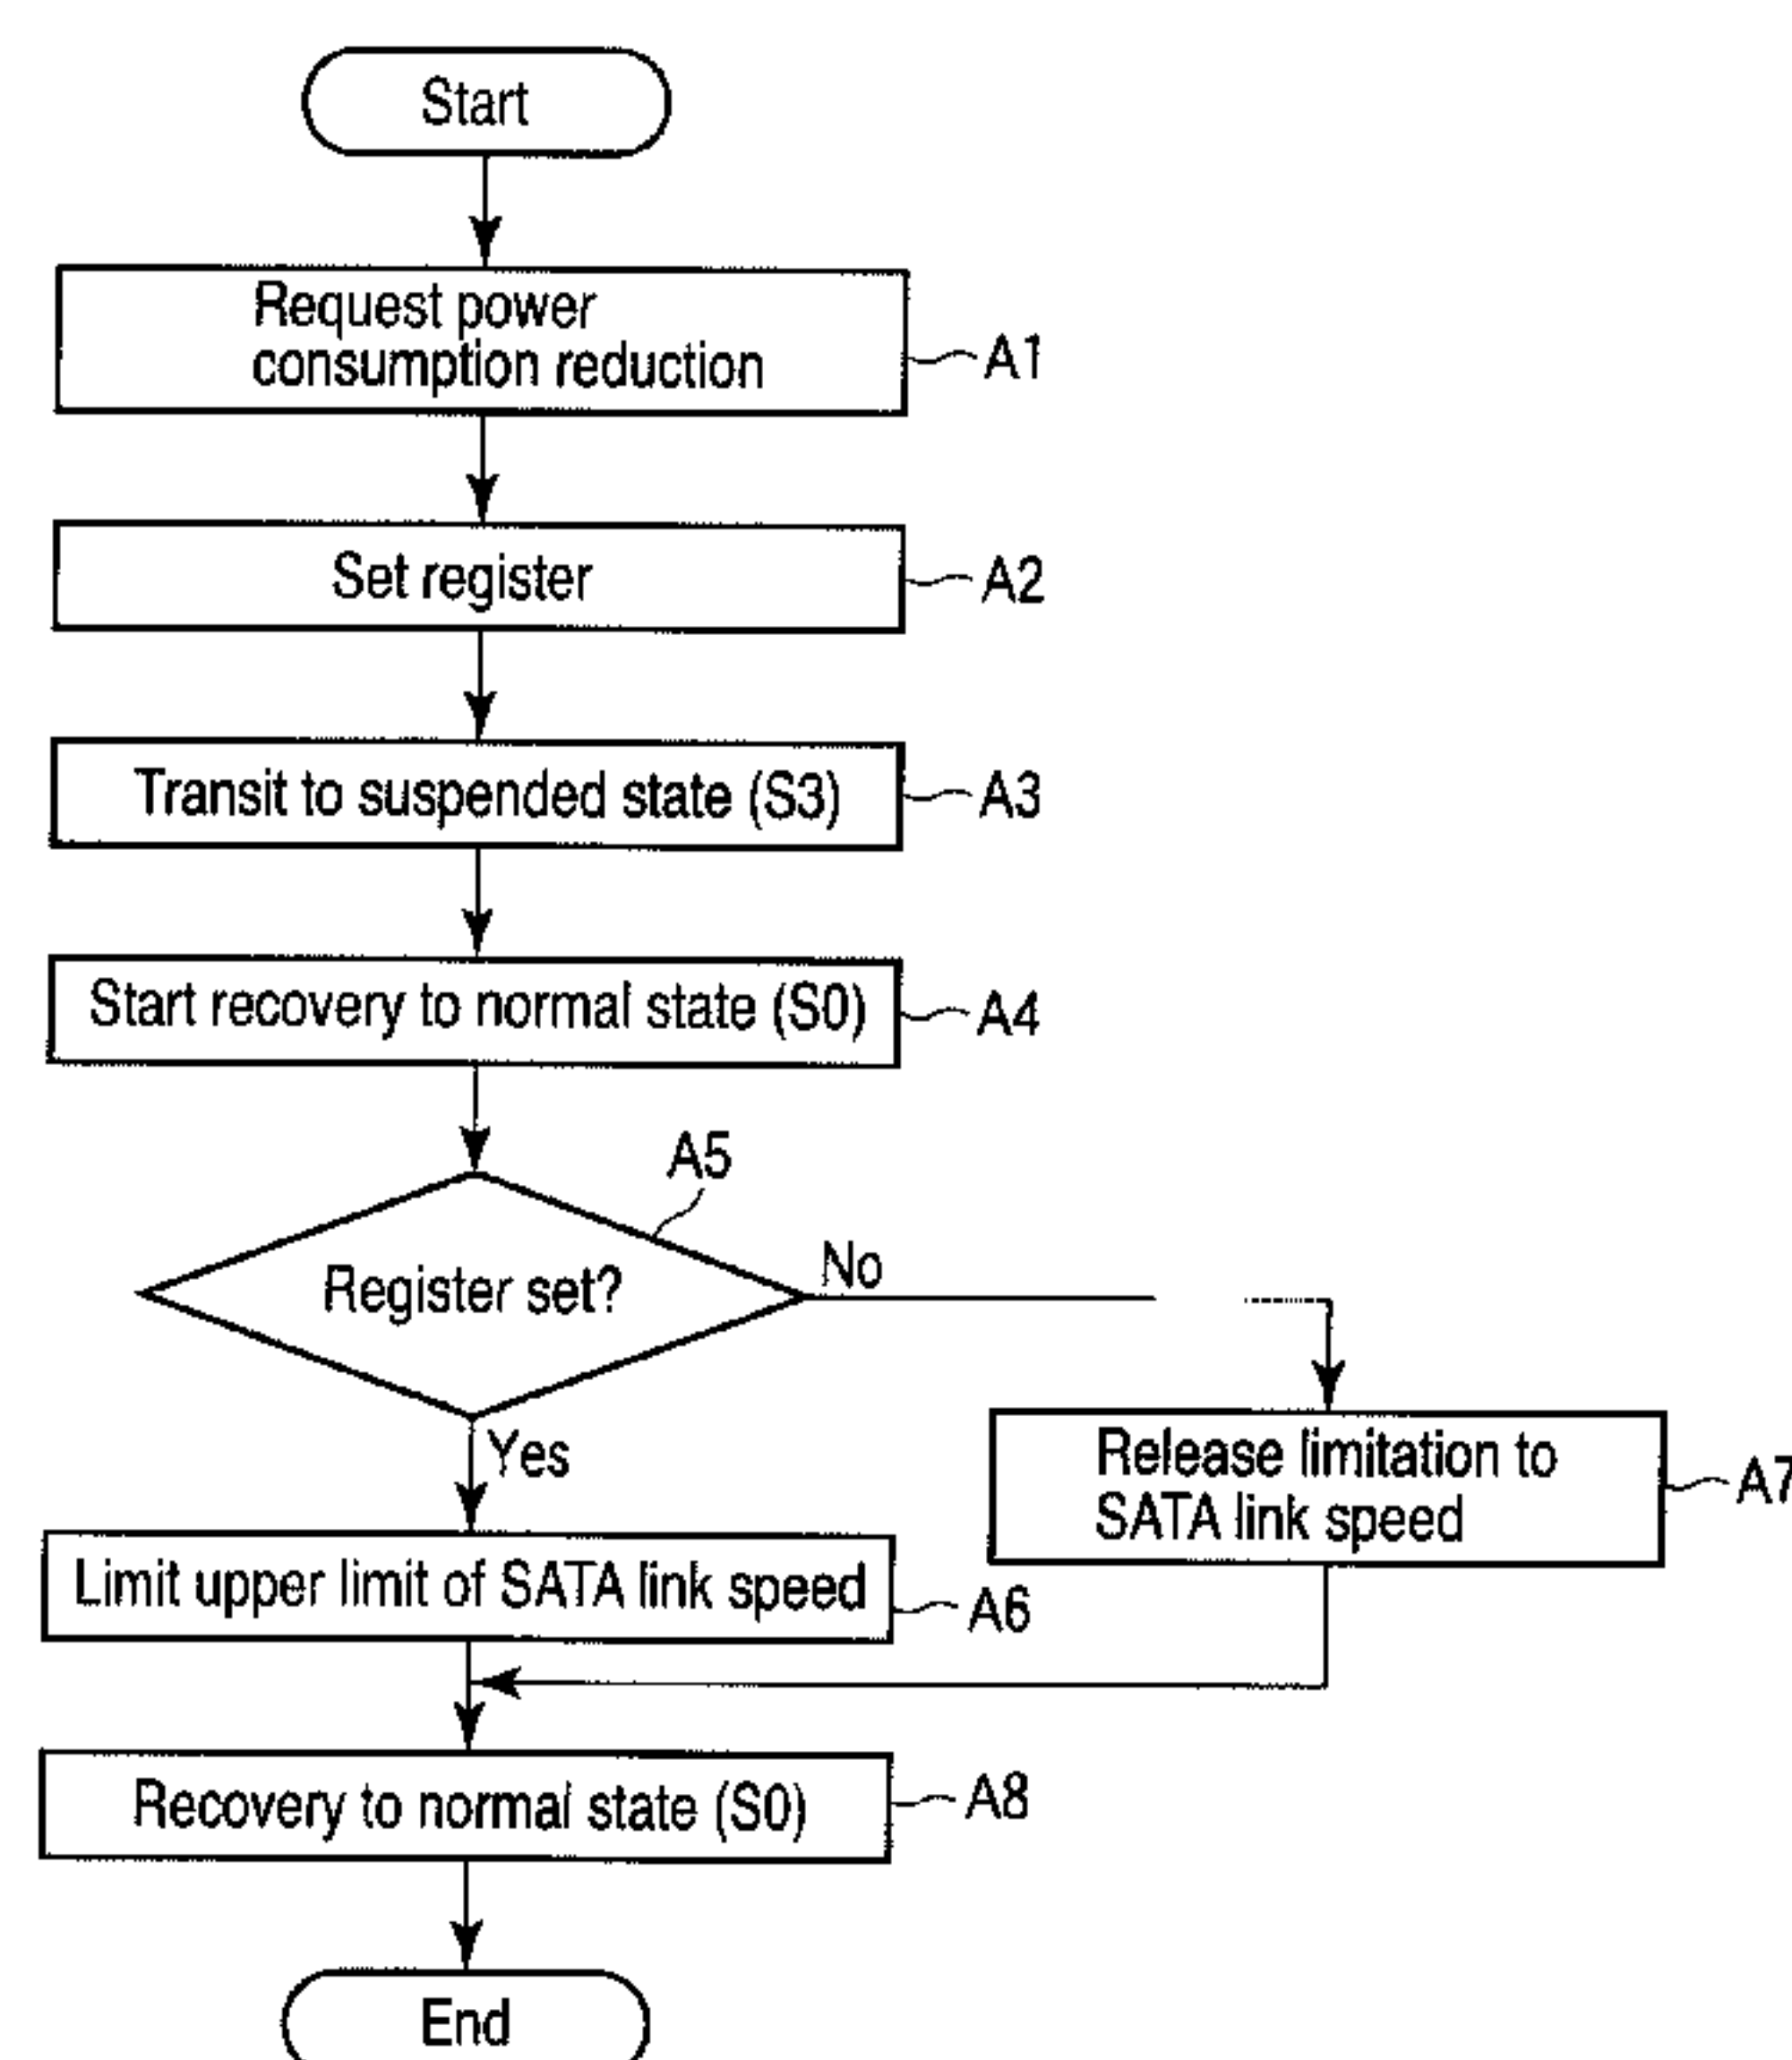 Start
Request power
consumption reduction
A1
Set register
A2
Transit to suspended state (S3)
A3
Start recovery to normal state (S0)
A4
A5
Register set?
No
Yes
Release limitation to
SATA link speed
A7
Limit upper limit of SATA link speed
A6
Recovery to normal state (S0)
A8
End